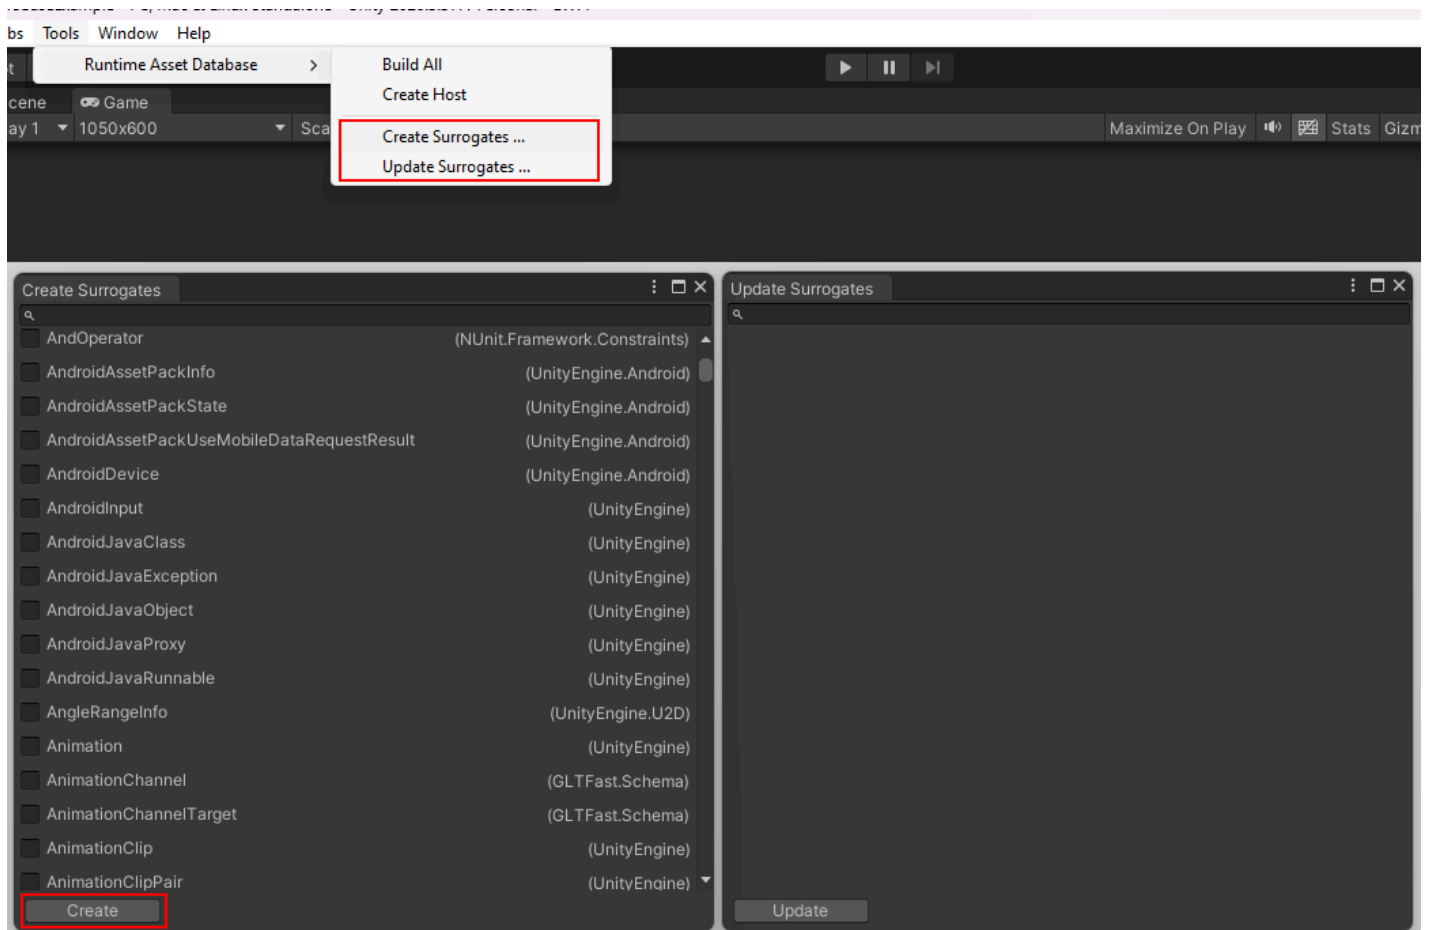 bs Tools Window Help
Runtime Asset Database >
Build All
Create Host
Create Surrogates ...
Update Surrogates ...
cene Game
ay 1 1050x600 Sca Maximize On Play Stats Gizm
Create Surrogates
AndOperator (NUnit.Framework.Constraints)
AndroidAssetPackInfo (UnityEngine.Android)
AndroidAssetPackState (UnityEngine.Android)
AndroidAssetPackUseMobileDataRequestResult (UnityEngine.Android)
AndroidDevice (UnityEngine.Android)
AndroidInput (UnityEngine)
AndroidJavaClass (UnityEngine)
AndroidJavaException (UnityEngine)
AndroidJavaObject (UnityEngine)
AndroidJavaProxy (UnityEngine)
AndroidJavaRunnable (UnityEngine)
AngleRangeInfo (UnityEngine.U2D)
Animation (UnityEngine)
AnimationChannel (GLTFast.Schema)
AnimationChannelTarget (GLTFast.Schema)
AnimationClip (UnityEngine)
AnimationClipPair (UnityEngine)
Create
Update Surrogates
Update